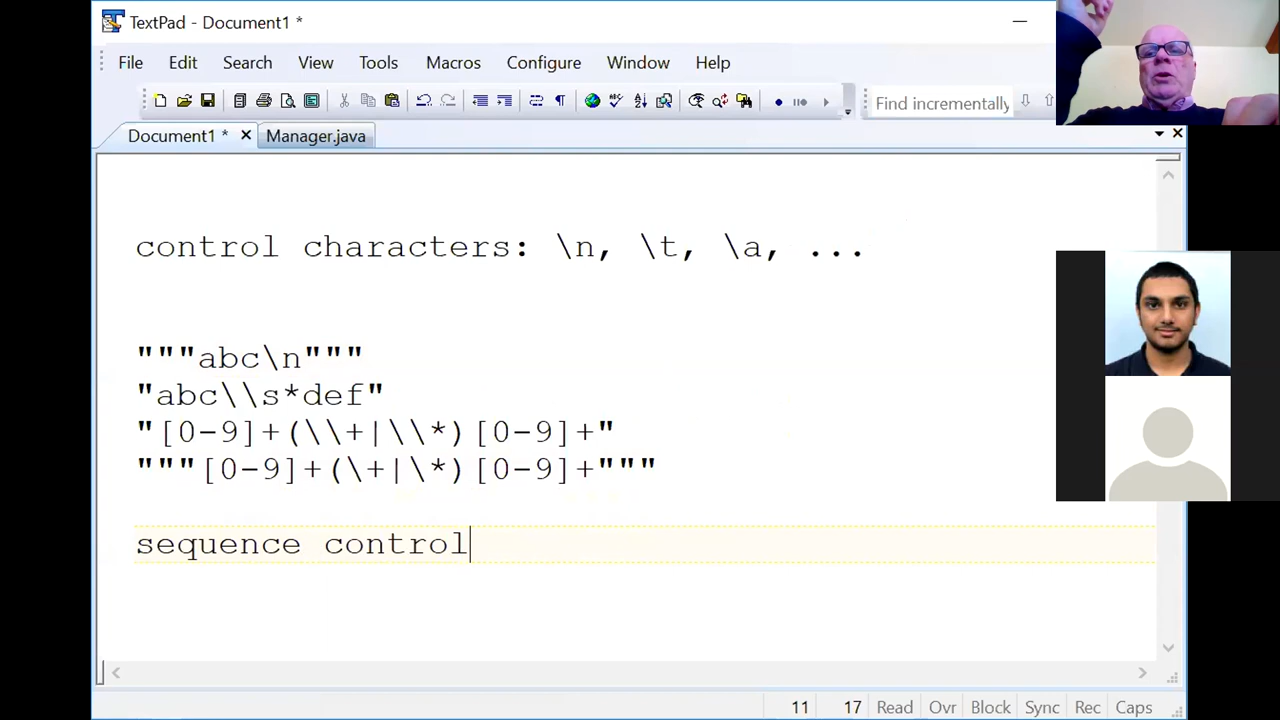 TextPad - Document1 *
File Edit Search View Tools Macros Configure Window Help
Find incrementally
Document1 * Manager.java
control characters: \n, \t, \a, ...
"""abc\n"""
"abc\\s*def"
"[0-9]+(\\+|\\*)[0-9]+"
"""[0-9]+(\+|\*)[0-9]+"""
sequence control
11 17 Read Ovr Block Sync Rec Caps